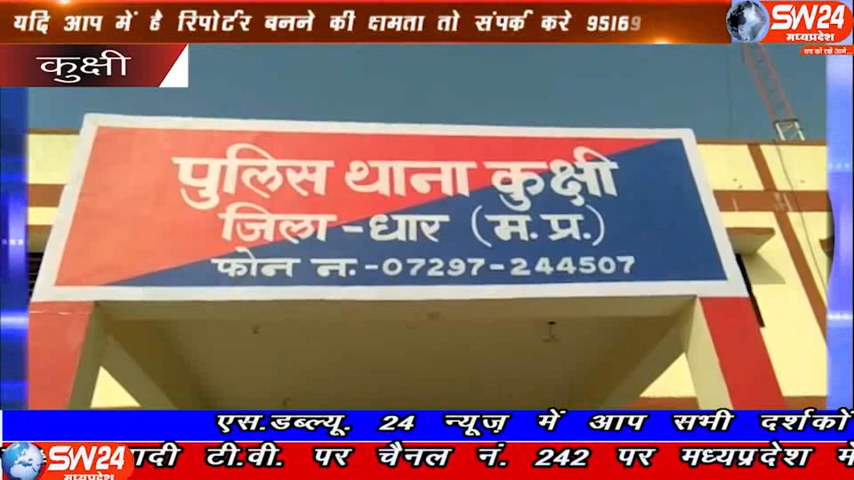 यदि आप में है रिपोर्टर बनने की क्षमता तो संपर्क करे 95169
SW24
मध्यप्रदेश
कुक्षी
पुलिस थाना कुक्षी
जिला-धार (म.प्र.)
फोन न.-07297-244507
एस.डब्ल्यू. 24 न्यूज़ में आप सभी दर्शकों
SW24
मध्यप्रदेश
दादी टी.वी. पर चैनल नं. 242 पर मध्यप्रदेश में